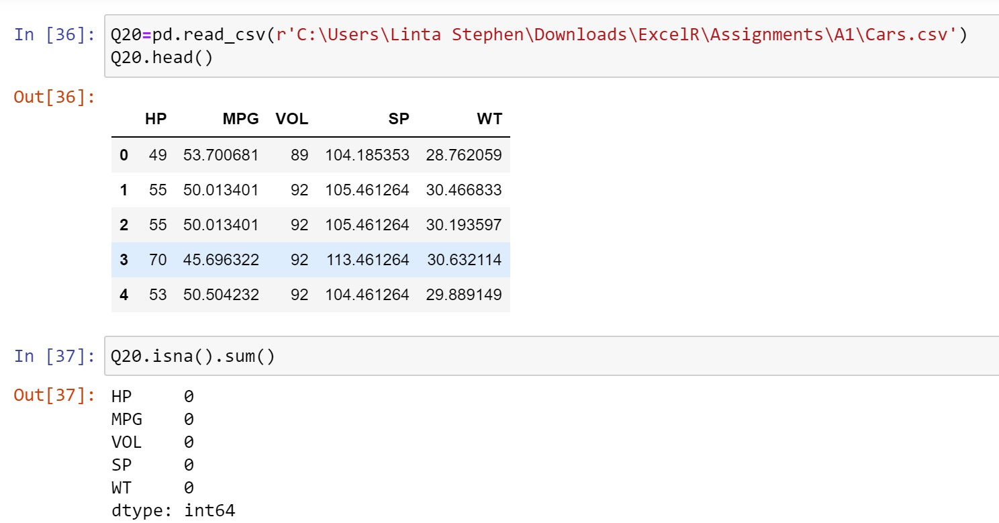 In [36]: Q20=pd.read_csv(r'C:\Users\Linta Stephen\Downloads\ExcelR\Assignments\A1\Cars.csv')
Q20.head()
Out[36]:
HP MPG VOL SP WT
0 49 53.700681 89 104.185353 28.762059
1 55 50.013401 92 105.461264 30.466833
2 55 50.013401 92 105.461264 30.193597
3 70 45.696322 92 113.461264 30.632114
4 53 50.504232 92 104.461264 29.889149
In [37]: Q20.isna().sum()
Out[37]: HP 0
MPG 0
VOL 0
SP 0
WT 0
dtype: int64